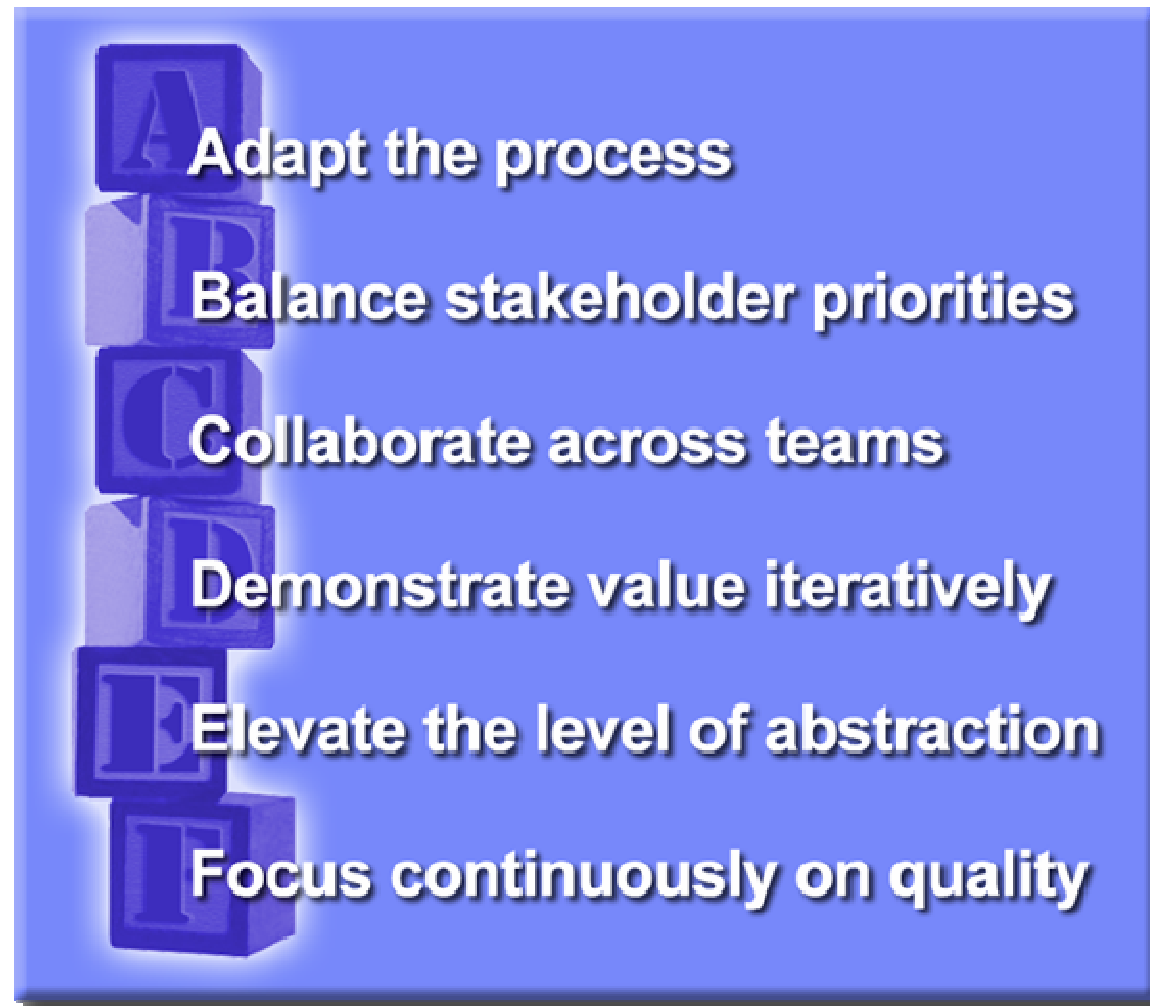 A
Adapt the process
B
Balance stakeholder priorities
C
Collaborate across teams
D
Demonstrate value iteratively
E
Elevate the level of abstraction
F
Focus continuously on quality